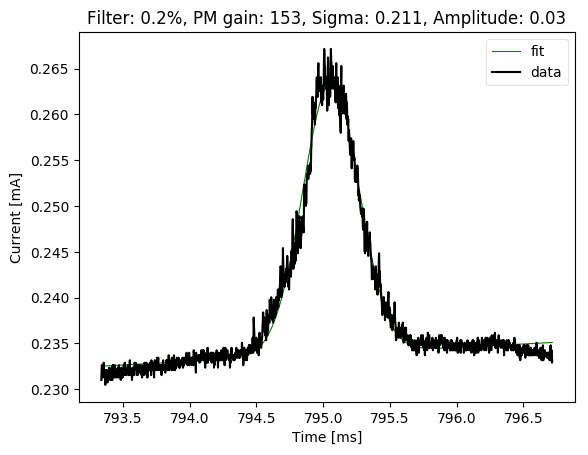 Filter: 0.2%, PM gain: 153, Sigma: 0.211, Amplitude: 0.03
fit
data
0.265
0.260
0.255
0.250
0.245
0.240
0.235
0.230
Current [mA]
793.5 794.0 794.5 795.0 795.5 796.0 796.5
Time [ms]